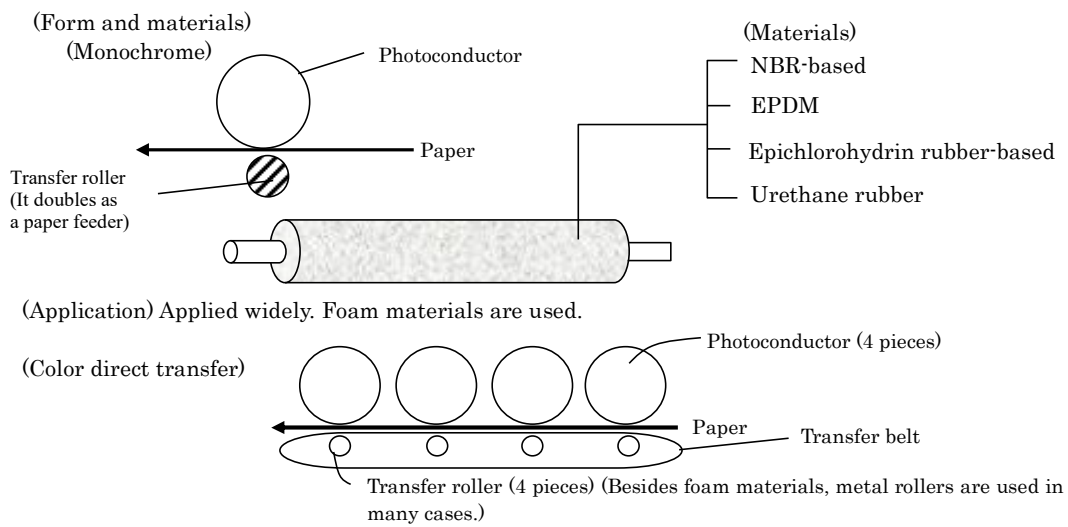 (Form and materials)
(Monochrome)
Photoconductor
Paper
Transfer roller
(It doubles as
a paper feeder)
(Materials)
NBR-based
EPDM
Epichlorohydrin rubber-based
Urethane rubber
(Application) Applied widely. Foam materials are used.
(Color direct transfer)
Photoconductor (4 pieces)
Paper
Transfer belt
Transfer roller (4 pieces) (Besides foam materials, metal rollers are used in
many cases.)